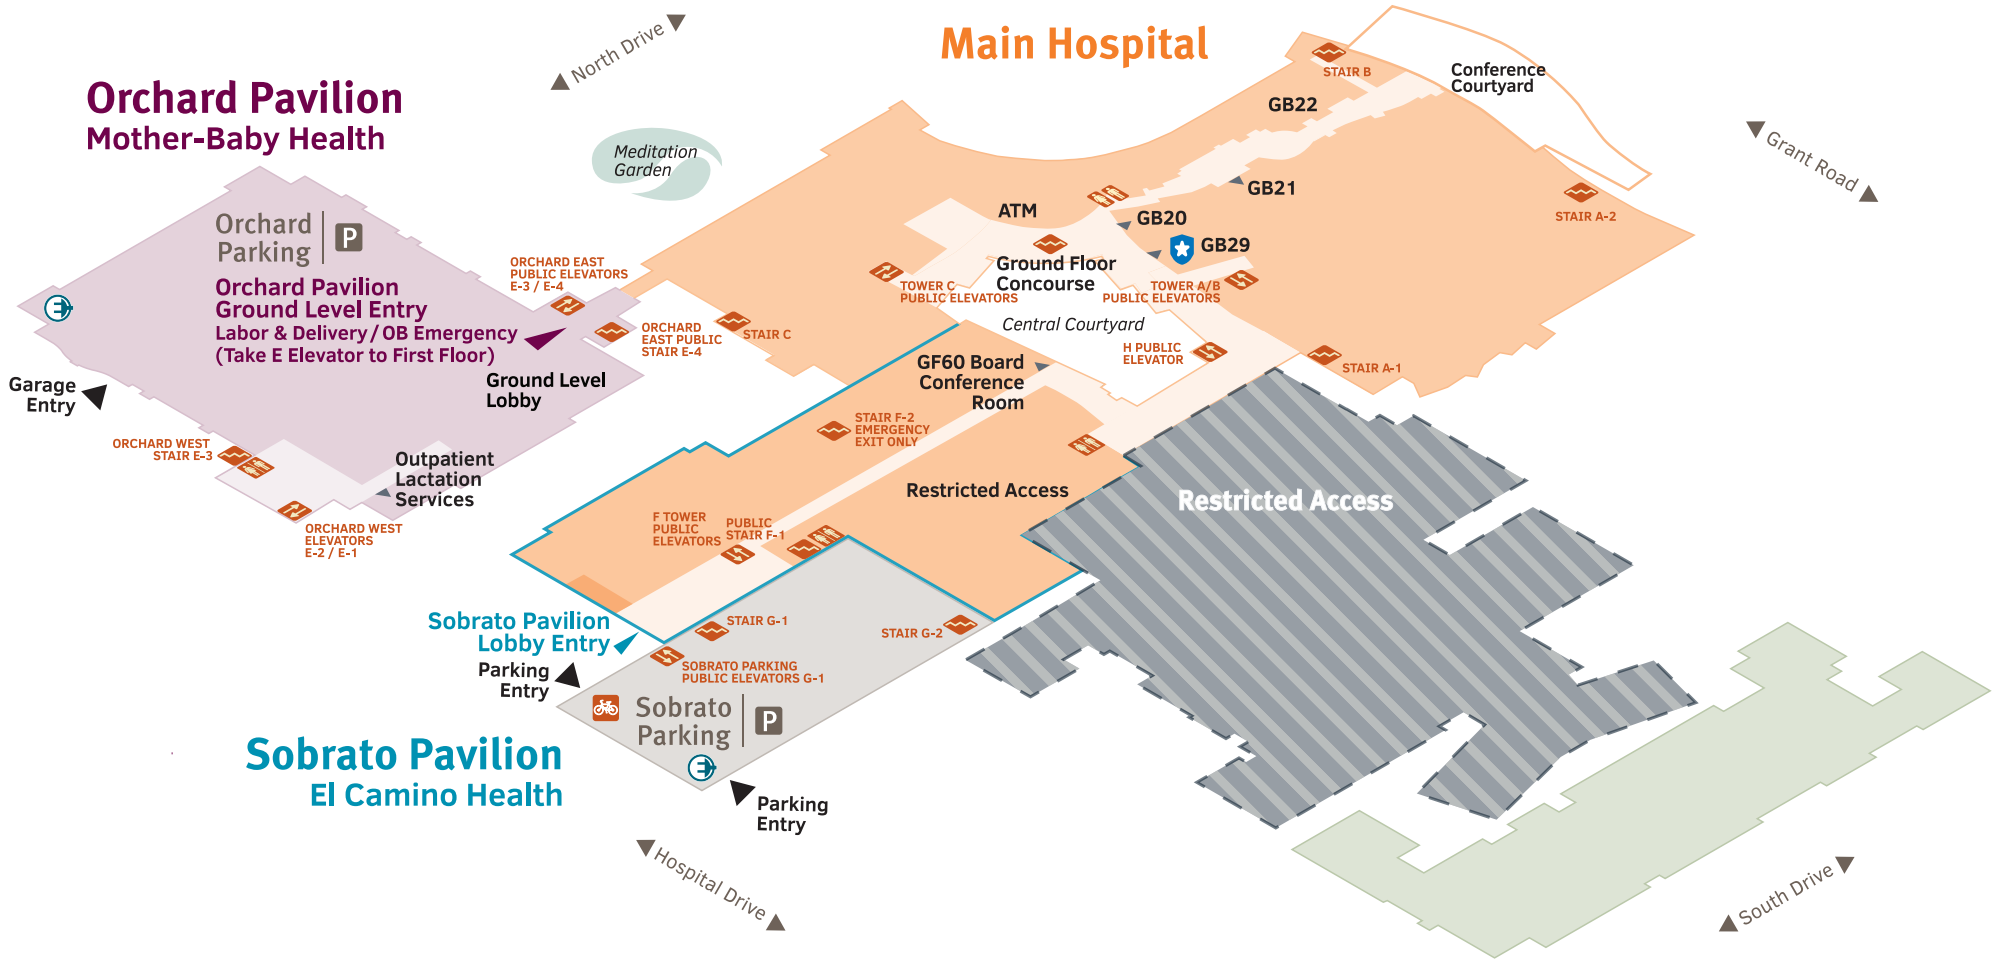 Main Hospital
North Drive
Orchard Pavilion
Mother-Baby Health
Meditation
Garden
STAIR B
Conference
Courtyard
GB22
Grant Road
GB21
STAIR A-2
ATM
GB20
GB29
Orchard
Parking
P
Orchard Pavilion
Ground Level Entry
Labor & Delivery / OB Emergency
(Take E Elevator to First Floor)
ORCHARD EAST
PUBLIC ELEVATORS
E-3 / E-4
ORCHARD
EAST PUBLIC
STAIR E-4
STAIR C
TOWER C
PUBLIC ELEVATORS
Ground Floor
Concourse
TOWER A/B
PUBLIC ELEVATORS
Central Courtyard
H PUBLIC
ELEVATOR
STAIR A-1
Ground Level
Lobby
Garage
Entry
GF60 Board
Conference
Room
STAIR F-2
EMERGENCY
EXIT ONLY
ORCHARD WEST
STAIR E-3
Outpatient
Lactation
Services
ORCHARD WEST
ELEVATORS
E-2 / E-1
Restricted Access
Restricted Access
F TOWER
PUBLIC
ELEVATORS
PUBLIC
STAIR F-1
Sobrato Pavilion
Lobby Entry
Parking
Entry
STAIR G-1
STAIR G-2
SOBRATO PARKING
PUBLIC ELEVATORS G-1
Sobrato
Parking
P
Sobrato Pavilion
El Camino Health
Parking
Entry
Hospital Drive
South Drive